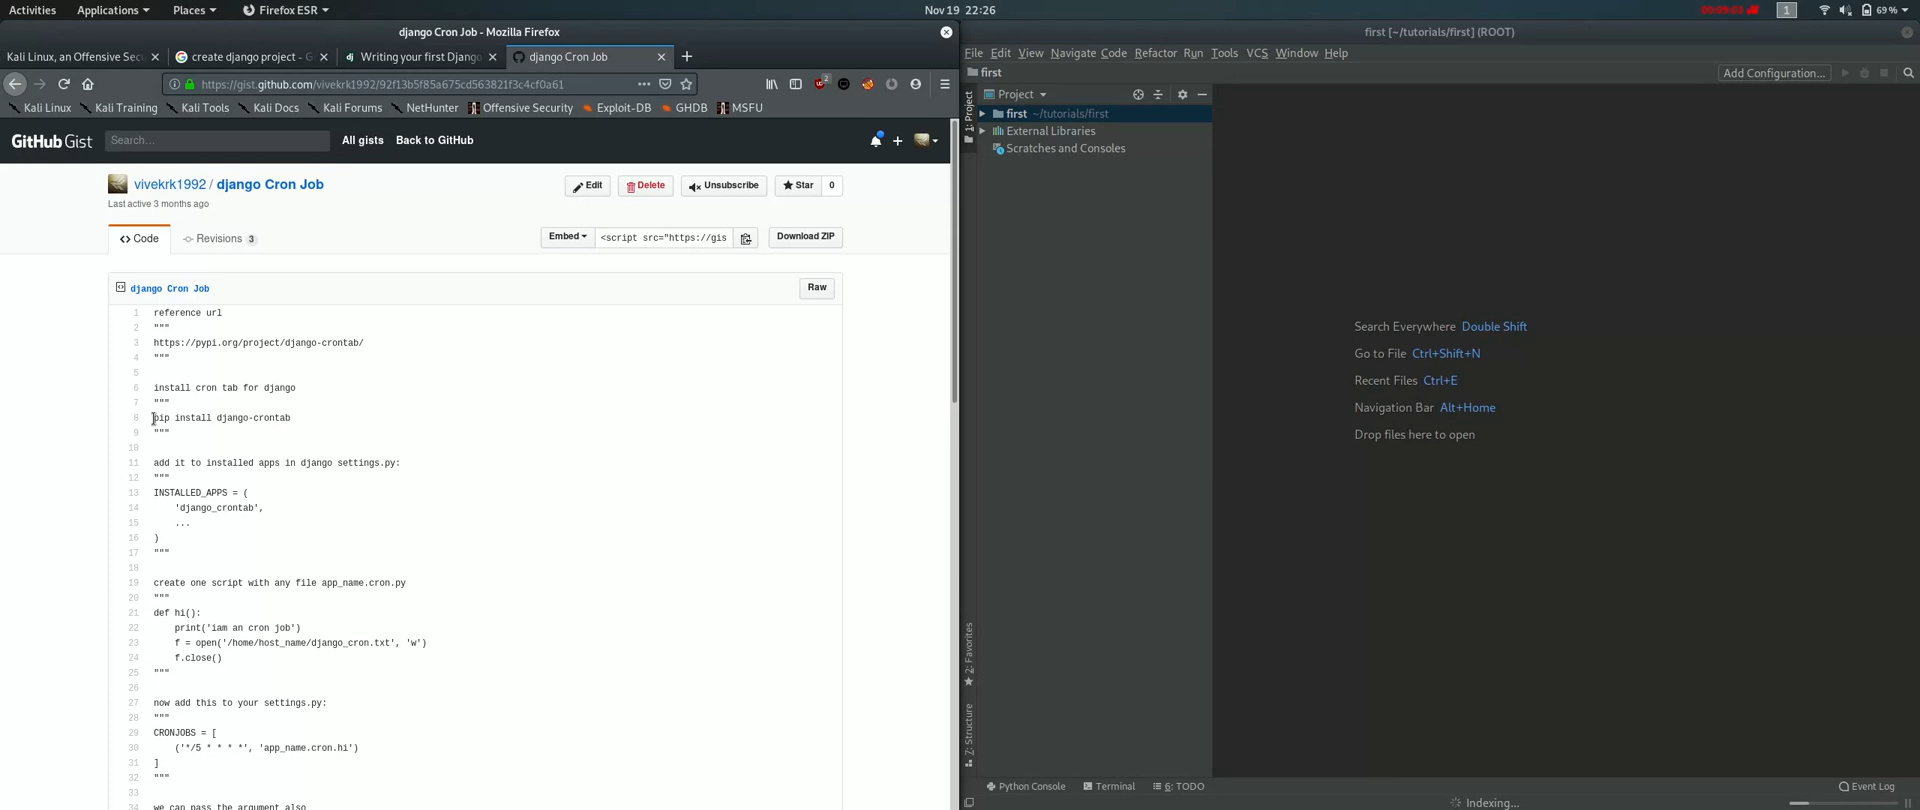 Activities Applications Places Firefox ESR Nov 19 22:26 00:09:03 1 69 %
django Cron Job - Mozilla Firefox
first [~/tutorials/first] (ROOT)
Kali Linux, an Offensive Sec create django project - G Writing your first Django django Cron Job
File Edit View Navigate Code Refactor Run Tools VCS Window Help
first Add Configuration...
https://gist.github.com/vivekrk1992/92f13b5f85a675cd563821f3c4cf0a61 2
Kali Linux Kali Training Kali Tools Kali Docs Kali Forums NetHunter Offensive Security Exploit-DB GHDB MSFU
GitHub Gist Search... All gists Back to GitHub
vivekrk1992 / django Cron Job Edit Delete Unsubscribe Star 0
Last active 3 months ago
Code Revisions 3 Embed <script src="https://gis Download ZIP
django Cron Job Raw
1 reference url
2 """
3 https://pypi.org/project/django-crontab/
4 """
5
6 install cron tab for django
7 """
8 pip install django-crontab
9 """
10
11 add it to installed apps in django settings.py:
12 """
13 INSTALLED_APPS = (
14 'django_crontab',
15 ...
16 )
17 """
18
19 create one script with any file app_name.cron.py
20 """
21 def hi():
22 print('iam an cron job')
23 f = open('/home/host_name/django_cron.txt', 'w')
24 f.close()
25 """
26
27 now add this to your settings.py:
28 """
29 CRONJOBS = [
30 ('*/5 * * * *', 'app_name.cron.hi')
31 ]
32 """
33
34 we can pass the argument also
1: Project
Project
first ~/tutorials/first
External Libraries
Scratches and Consoles
Search Everywhere Double Shift
Go to File Ctrl+Shift+N
Recent Files Ctrl+E
Navigation Bar Alt+Home
Drop files here to open
2: Favorites
7: Structure
Python Console Terminal 6: TODO Event Log
Indexing...